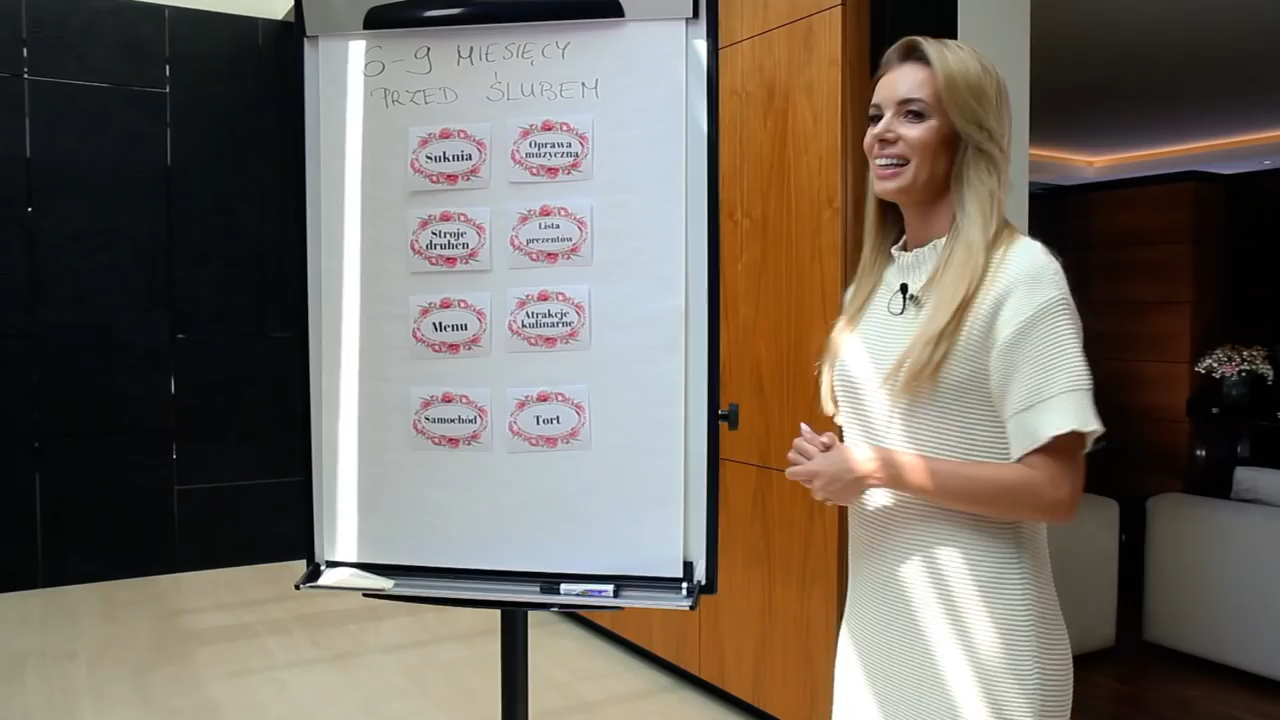 6-9 MIESIĘCY
PRZED ŚLUBEM
Suknia
Oprawa
muzyczna
Stroje
druhen
Lista
prezentów
Menu
Atrakcje
kulinarne
Samochód
Tort